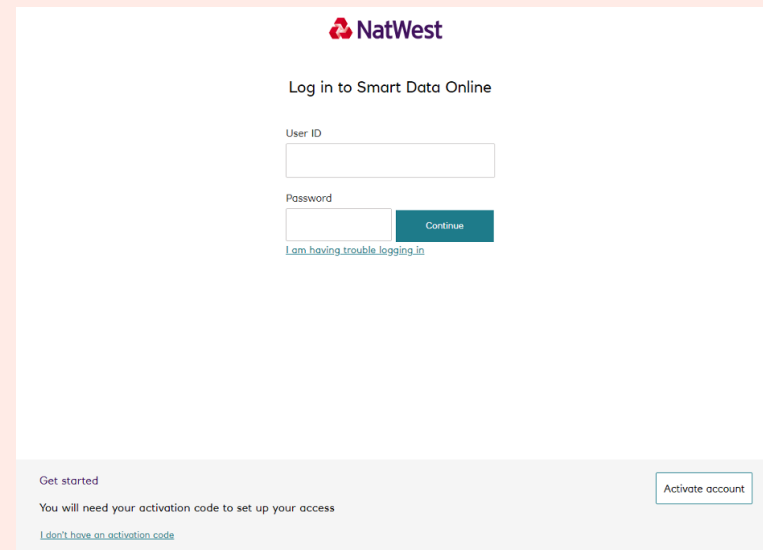 NatWest
Log in to Smart Data Online
User ID
Password
Continue
I am having trouble logging in
Get started
Activate account
You will need your activation code to set up your access
I don't have an activation code